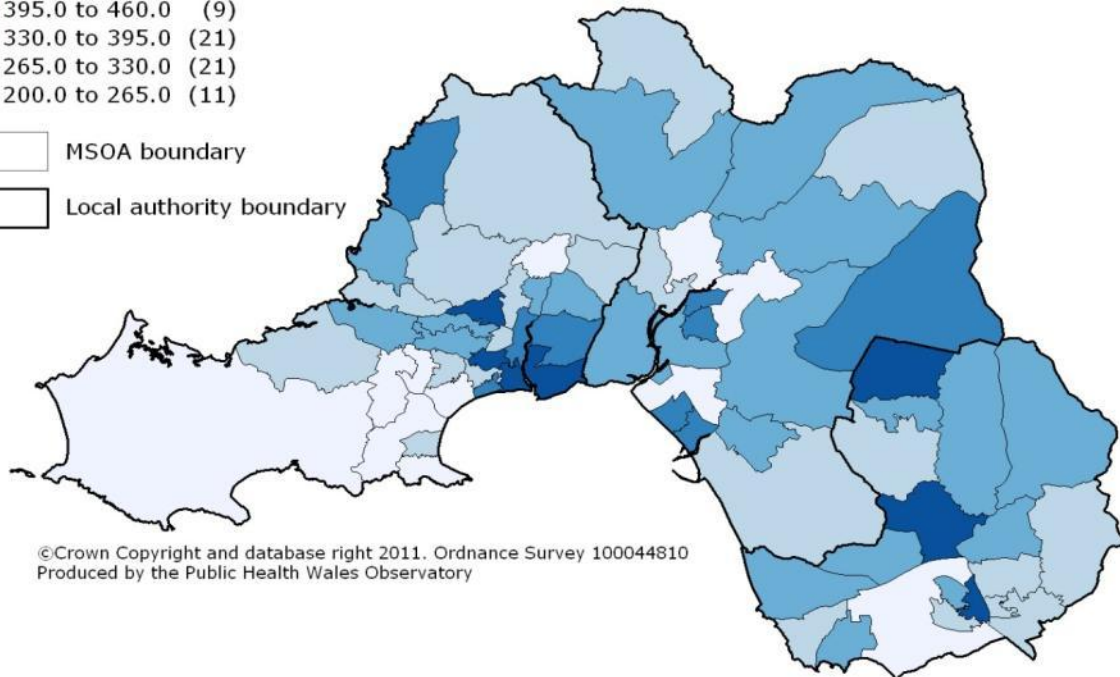 395.0 to 460.0 (9)
330.0 to 395.0 (21)
265.0 to 330.0 (21)
200.0 to 265.0 (11)
MSOA boundary
Local authority boundary
©Crown Copyright and database right 2011. Ordnance Survey 100044810
Produced by the Public Health Wales Observatory